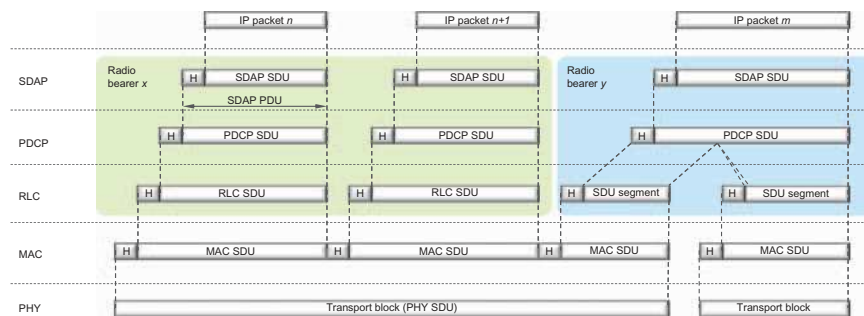 IP packet n
IP packet n+1
IP packet m
SDAP
Radio bearer x
H
SDAP SDU
H
SDAP SDU
Radio bearer y
H
SDAP SDU
SDAP PDU
PDCP
H
PDCP SDU
H
PDCP SDU
H
PDCP SDU
RLC
H
RLC SDU
H
RLC SDU
H
SDU segment
H
SDU segment
MAC
H
MAC SDU
H
MAC SDU
H
MAC SDU
H
MAC SDU
PHY
Transport block (PHY SDU)
Transport block